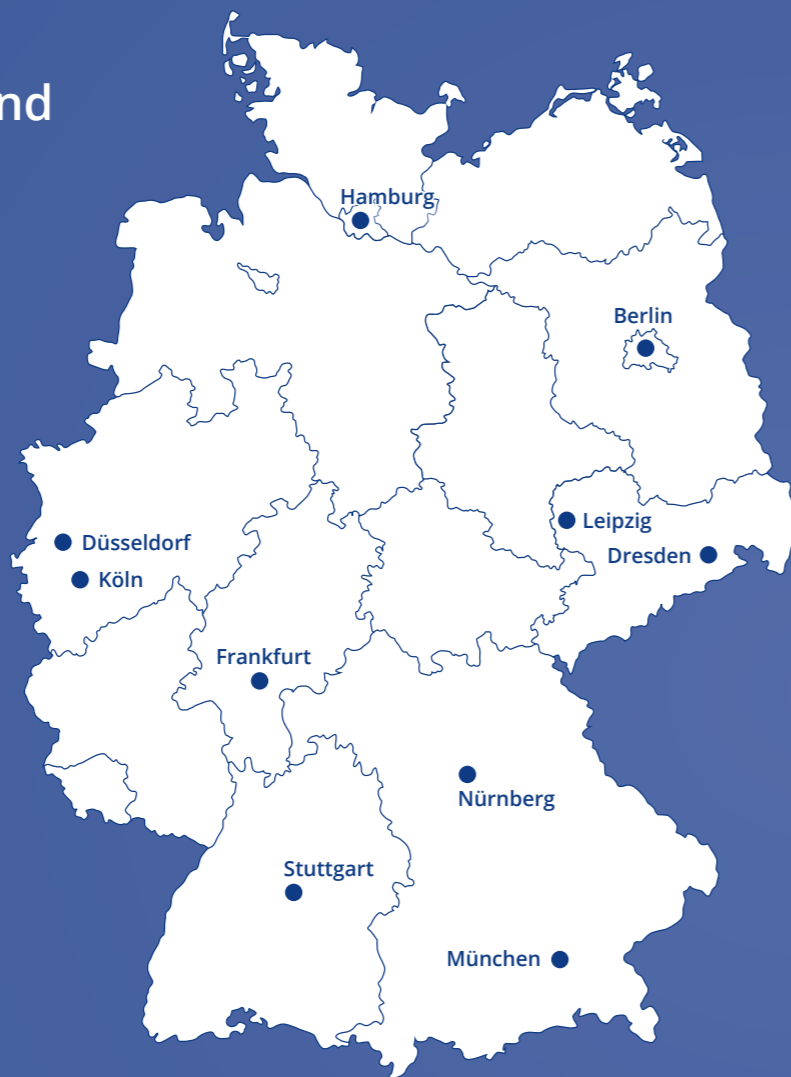 nd
Hamburg
Berlin
Leipzig
Düsseldorf
Dresden
Köln
Frankfurt
Nürnberg
Stuttgart
München